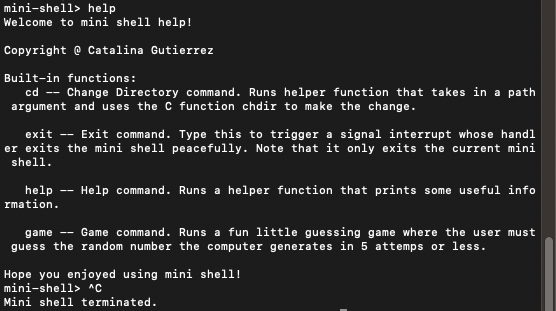 mini-shell> help
Welcome to mini shell help!
Copyright @ Catalina Gutierrez
Built-in functions:
cd -- Change Directory command. Runs helper function that takes in a path
argument and uses the C function chdir to make the change.
exit -- Exit command. Type this to trigger a signal interrupt whose handl
er exits the mini shell peacefully. Note that it only exits the current mini
shell.
help -- Help command. Runs a helper function that prints some useful info
rmation.
game -- Game command. Runs a fun little guessing game where the user must
guess the random number the computer generates in 5 attemps or less.
Hope you enjoyed using mini shell!
mini-shell> ^C
Mini shell terminated.